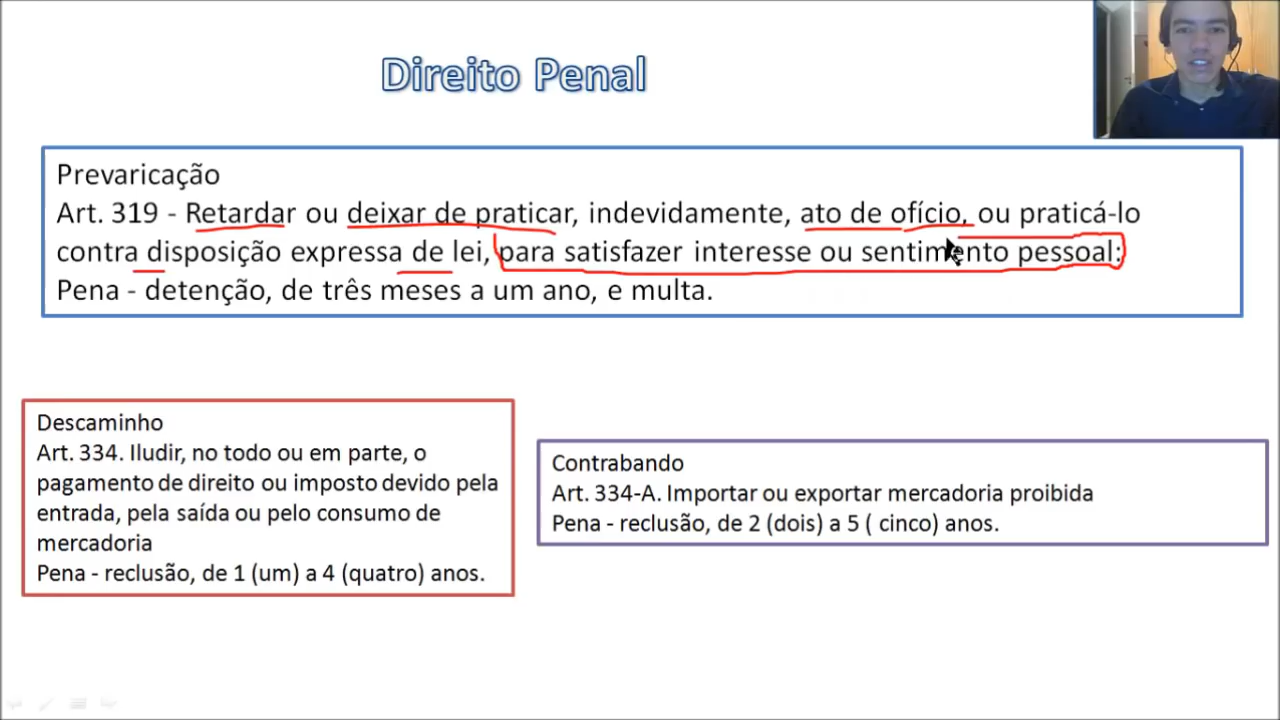 Direito Penal
Prevaricação
Art. 319 - Retardar ou deixar de praticar, indevidamente, ato de ofício, ou praticá-lo
contra disposição expressa de lei, para satisfazer interesse ou sentimento pessoal:
Pena - detenção, de três meses a um ano, e multa.
Descaminho
Art. 334. Iludir, no todo ou em parte, o
pagamento de direito ou imposto devido pela
entrada, pela saída ou pelo consumo de
mercadoria
Pena - reclusão, de 1 (um) a 4 (quatro) anos.
Contrabando
Art. 334-A. Importar ou exportar mercadoria proibida
Pena - reclusão, de 2 (dois) a 5 ( cinco) anos.